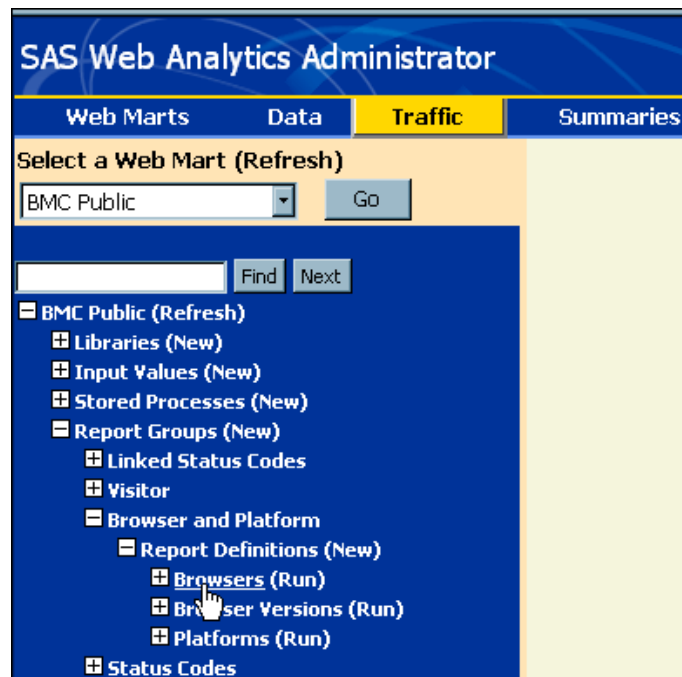 SAS Web Analytics Administrator
Web Marts Data Traffic Summaries
Select a Web Mart (Refresh)
BMC Public Go
Find Next
BMC Public (Refresh)
Libraries (New)
Input Values (New)
Stored Processes (New)
Report Groups (New)
Linked Status Codes
Visitor
Browser and Platform
Report Definitions (New)
Browsers (Run)
Browser Versions (Run)
Platforms (Run)
Status Codes